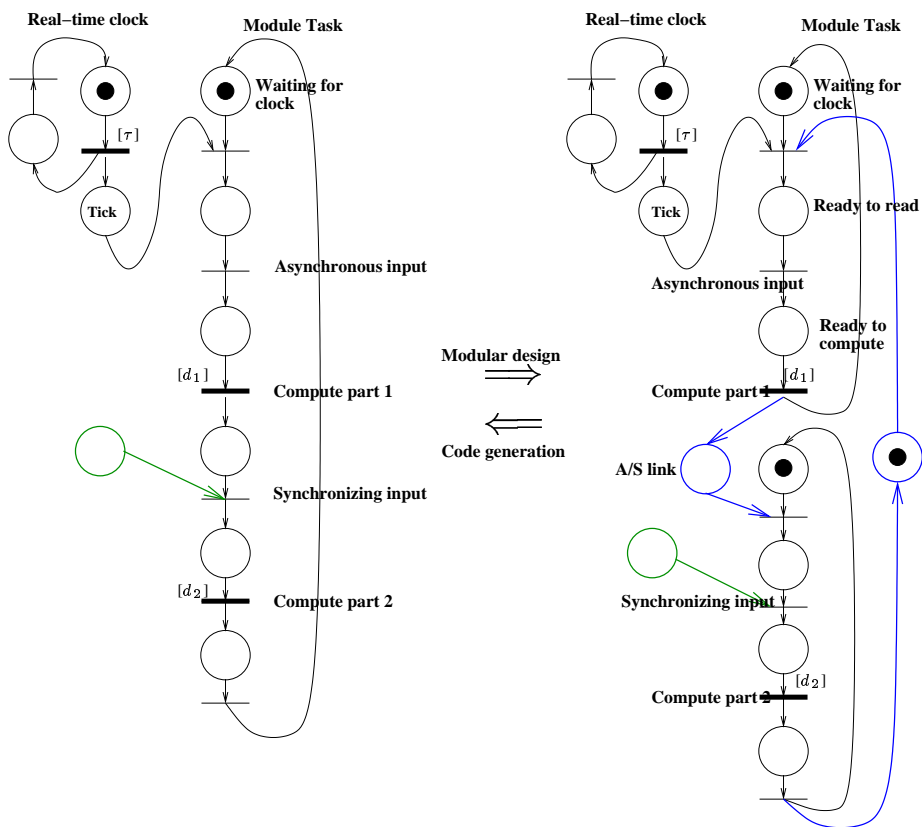 Real−time clock
Module Task
Waiting for
clock
[τ]
Tick
Asynchronous input
[d1]
Compute part 1
Synchronizing input
[d2]
Compute part 2
Modular design
⇒
⇐
Code generation
Real−time clock
Module Task
Waiting for
clock
[τ]
Tick
Ready to read
Asynchronous input
Ready to
compute
[d1]
Compute part 1
A/S link
Synchronizing input
[d2]
Compute part 2